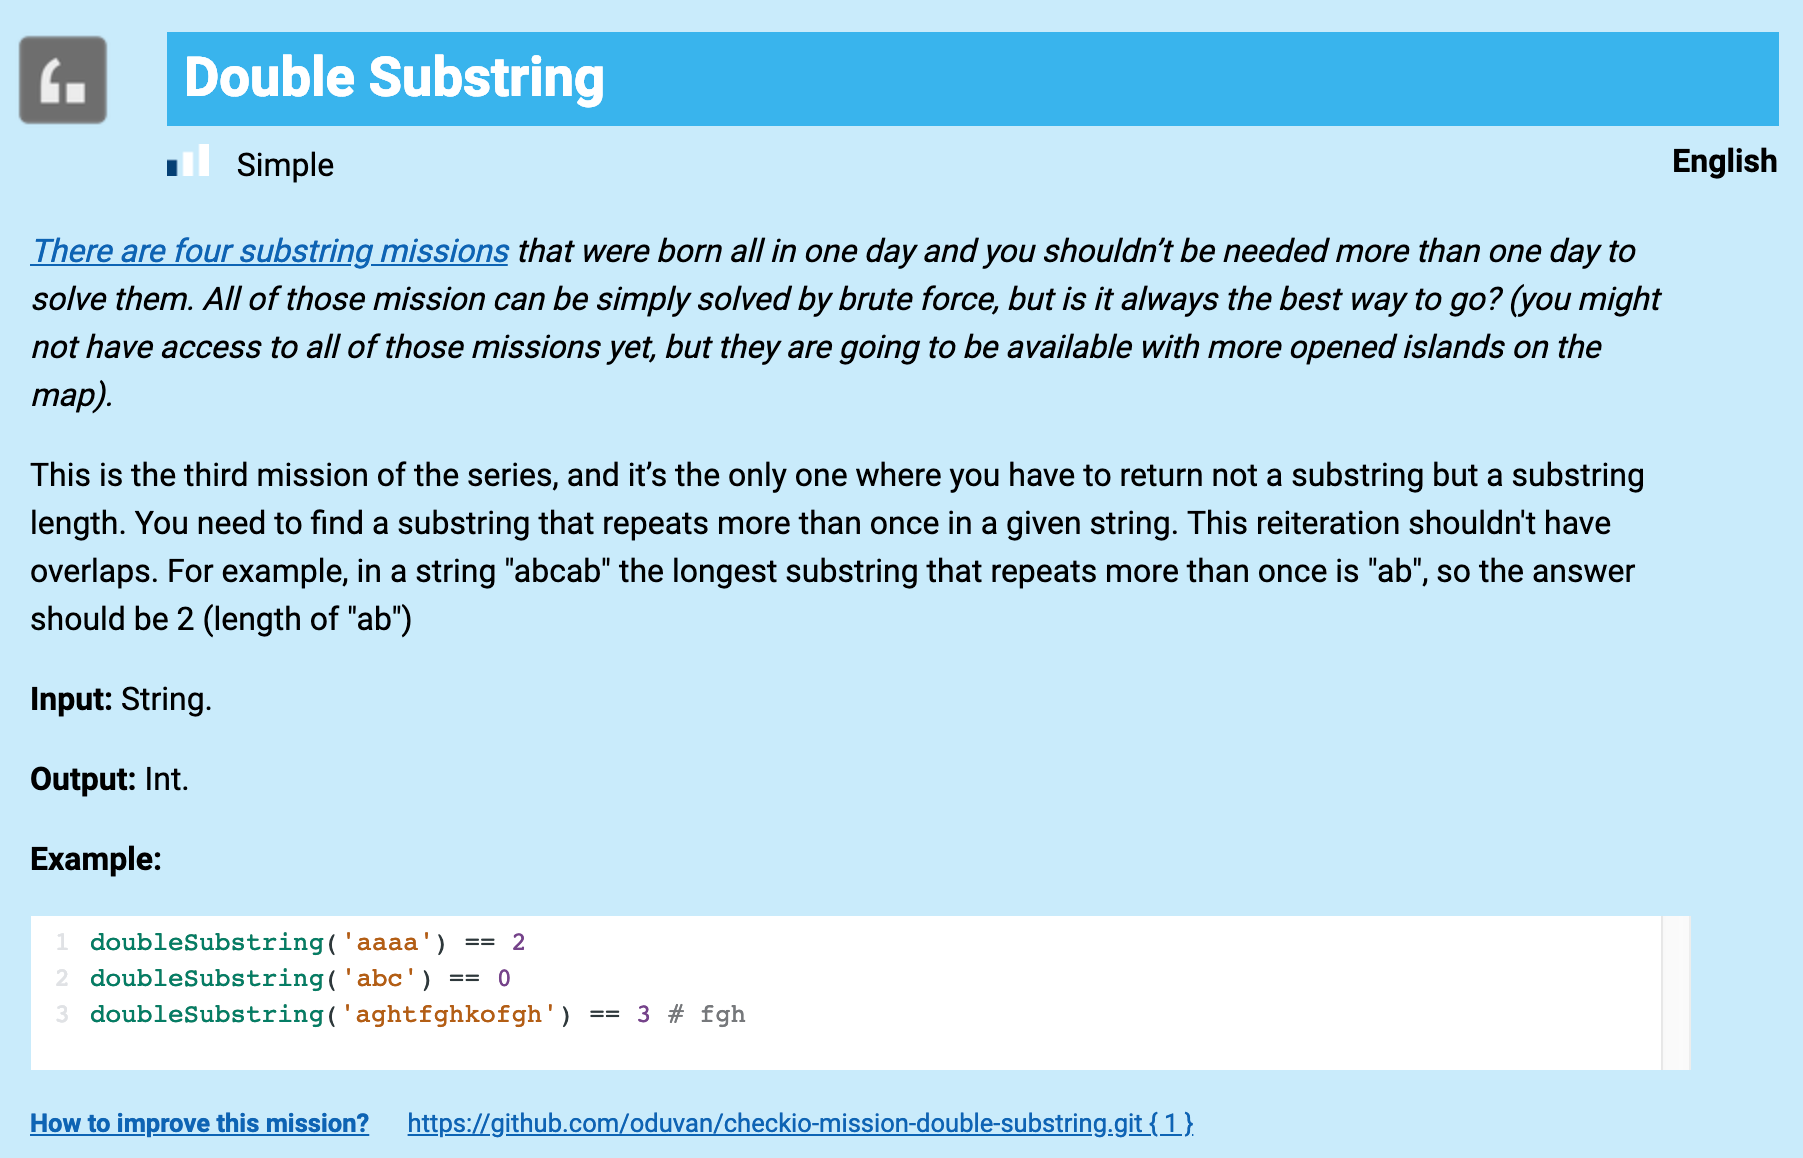 Double Substring
Simple
English
There are four substring missions that were born all in one day and you shouldn’t be needed more than one day to
solve them. All of those mission can be simply solved by brute force, but is it always the best way to go? (you might
not have access to all of those missions yet, but they are going to be available with more opened islands on the
map).
This is the third mission of the series, and it’s the only one where you have to return not a substring but a substring
length. You need to find a substring that repeats more than once in a given string. This reiteration shouldn't have
overlaps. For example, in a string "abcab" the longest substring that repeats more than once is "ab", so the answer
should be 2 (length of "ab")
Input: String.
Output: Int.
Example:
1 doubleSubstring('aaaa') == 2
2 doubleSubstring('abc') == 0
3 doubleSubstring('aghtfghkofgh') == 3 # fgh
How to improve this mission? https://github.com/oduvan/checkio-mission-double-substring.git { 1 }